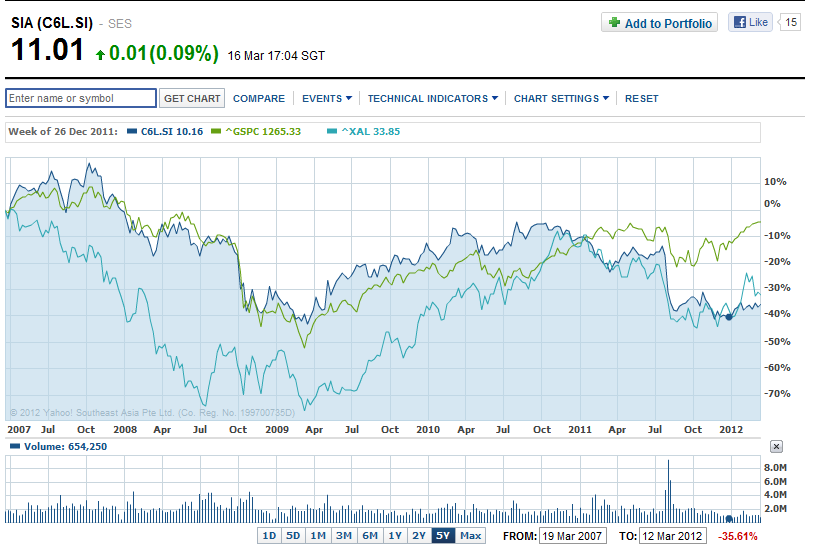 SIA (C6L.SI) - SES
Add to Portfolio
Like 15
11.01 0.01(0.09%) 16 Mar 17:04 SGT
Enter name or symbol GET CHART COMPARE EVENTS TECHNICAL INDICATORS CHART SETTINGS RESET
Week of 26 Dec 2011: C6L.SI 10.16 ^GSPC 1265.33 ^XAL 33.85
10%
0%
-10%
-20%
-30%
-40%
-50%
-60%
-70%
© 2012 Yahoo! Southeast Asia Pte Ltd. (Co. Reg. No. 199700735D)
2007 Jul Oct 2008 Apr Jul Oct 2009 Apr Jul Oct 2010 Apr Jul Oct 2011 Apr Jul Oct 2012
Volume: 654,250
8.0M
6.0M
4.0M
2.0M
1D 5D 1M 3M 6M 1Y 2Y 5Y Max FROM: 19 Mar 2007 TO: 12 Mar 2012 -35.61%